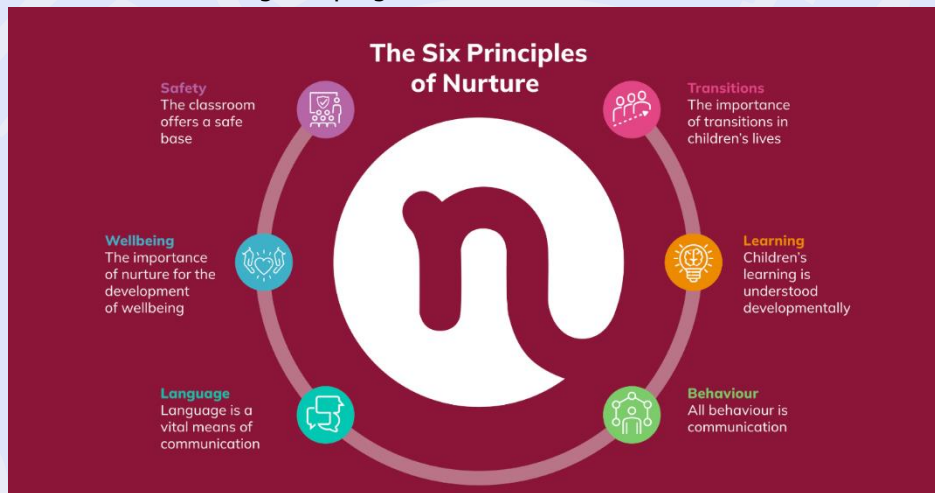 The Six Principles
of Nurture
Safety
The classroom
offers a safe
base
Transitions
The importance
of transitions in
children's lives
Wellbeing
The importance
of nurture for the
development
of wellbeing
Learning
Children's
learning is
understood
developmentally
Language
Language is a
vital means of
communication
Behaviour
All behaviour is
communication